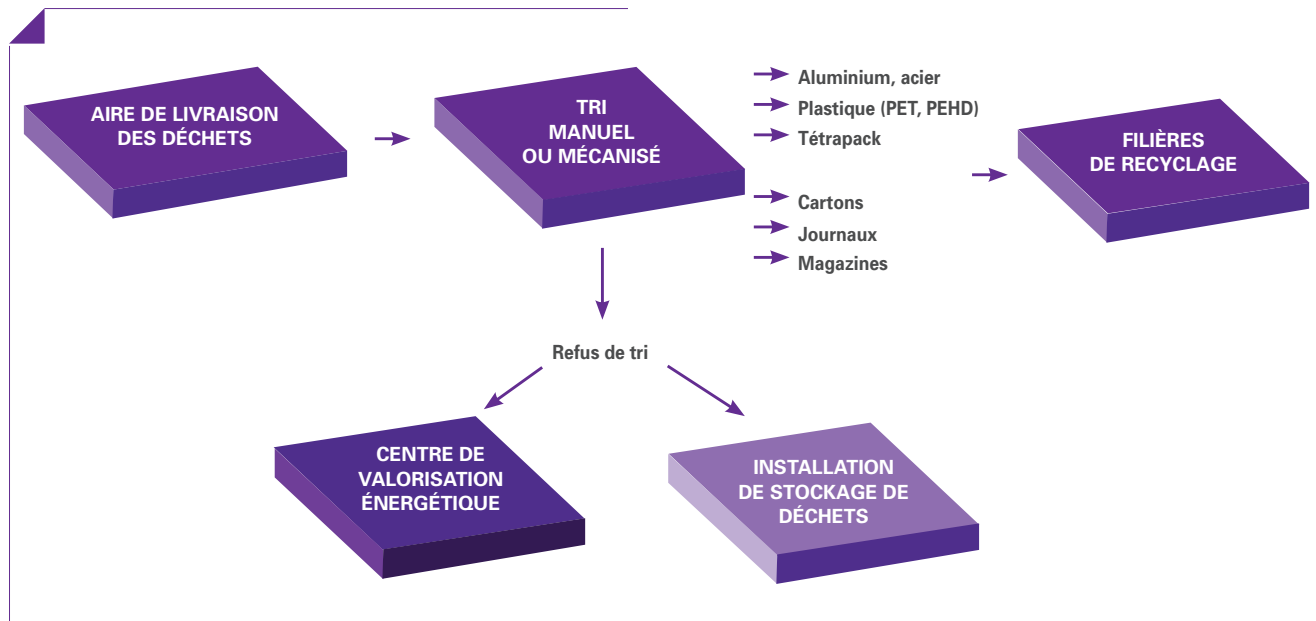 AIRE DE LIVRAISON
DES DÉCHETS
TRI
MANUEL
OU MÉCANISÉ
Aluminium, acier
Plastique (PET, PEHD)
Tétrapack
Cartons
Journaux
Magazines
FILIÈRES
DE RECYCLAGE
Refus de tri
CENTRE DE
VALORISATION
ÉNERGÉTIQUE
INSTALLATION
DE STOCKAGE DE
DÉCHETS